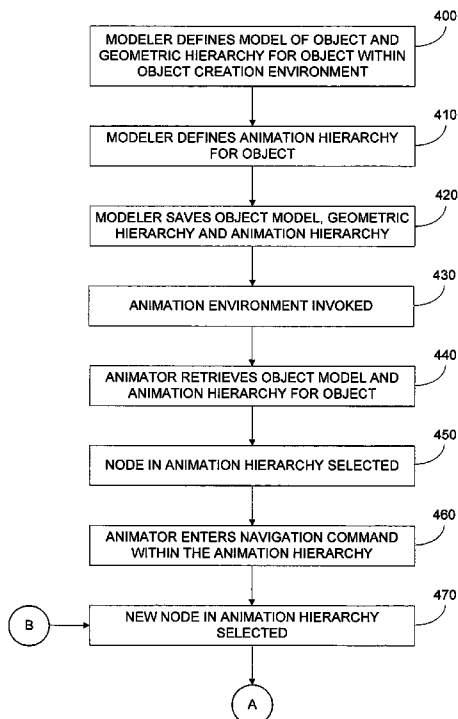 400
MODELER DEFINES MODEL OF OBJECT AND
GEOMETRIC HIERARCHY FOR OBJECT WITHIN
OBJECT CREATION ENVIRONMENT
410
MODELER DEFINES ANIMATION HIERARCHY
FOR OBJECT
420
MODELER SAVES OBJECT MODEL, GEOMETRIC
HIERARCHY AND ANIMATION HIERARCHY
430
ANIMATION ENVIRONMENT INVOKED
440
ANIMATOR RETRIEVES OBJECT MODEL AND
ANIMATION HIERARCHY FOR OBJECT
450
NODE IN ANIMATION HIERARCHY SELECTED
460
ANIMATOR ENTERS NAVIGATION COMMAND
WITHIN THE ANIMATION HIERARCHY
470
B
NEW NODE IN ANIMATION HIERARCHY
SELECTED
A